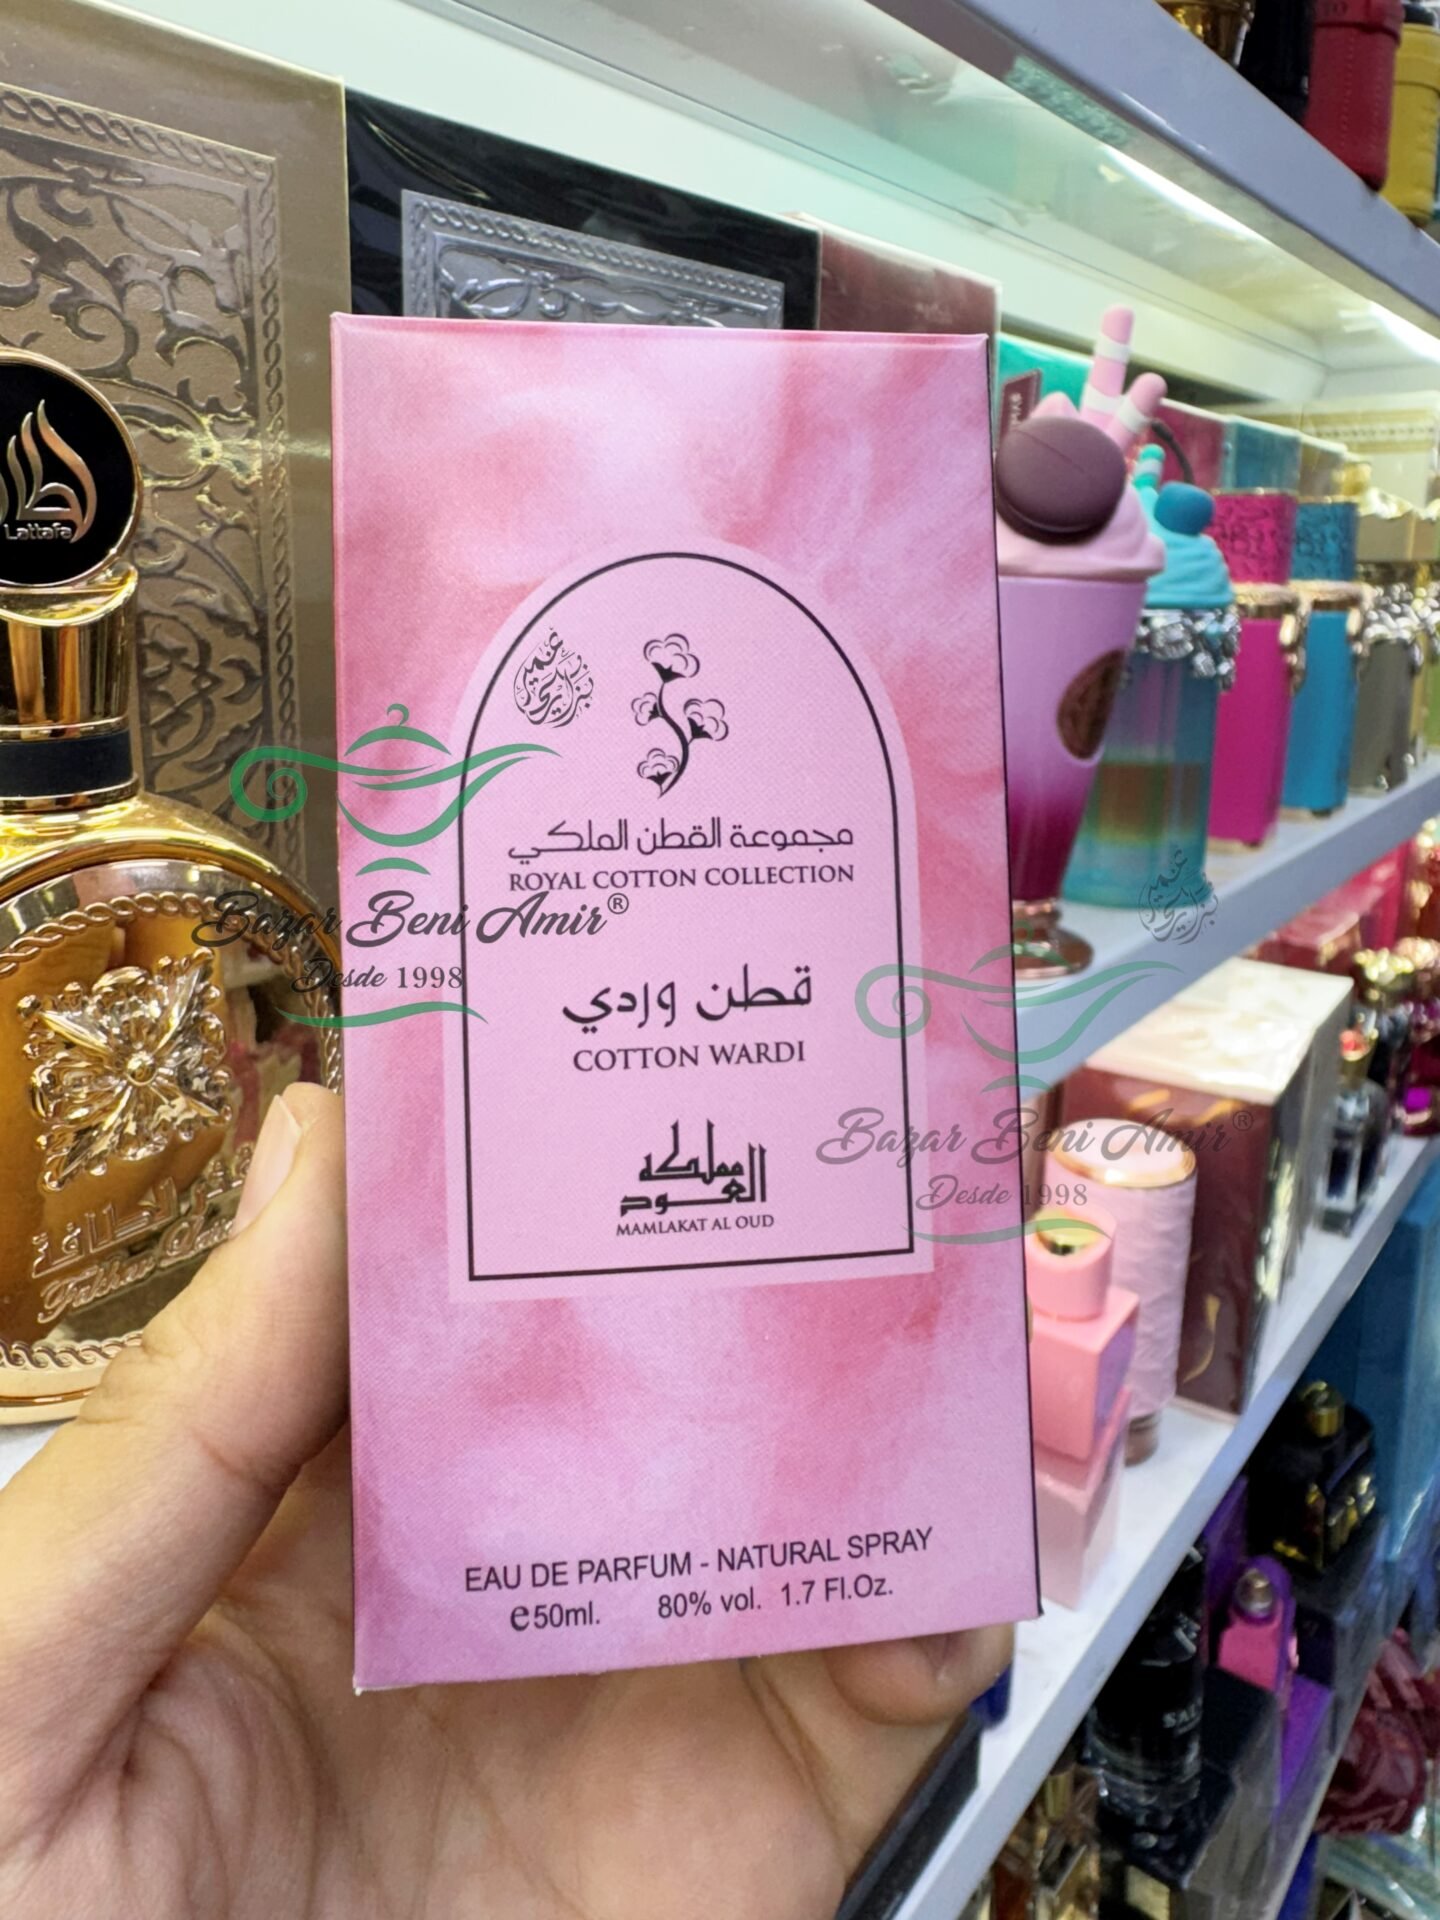 Lattafa
مجموعة القطن الملكي
ROYAL COTTON COLLECTION
قطن وردي
COTTON WARDI
مملكة العود
MAMLAKAT AL OUD
EAU DE PARFUM - NATURAL SPRAY
e50ml. 80% vol. 1.7 Fl.Oz.
Bazar Beni Amir®
Desde 1998
Bazar Beni Amir®
Desde 1998